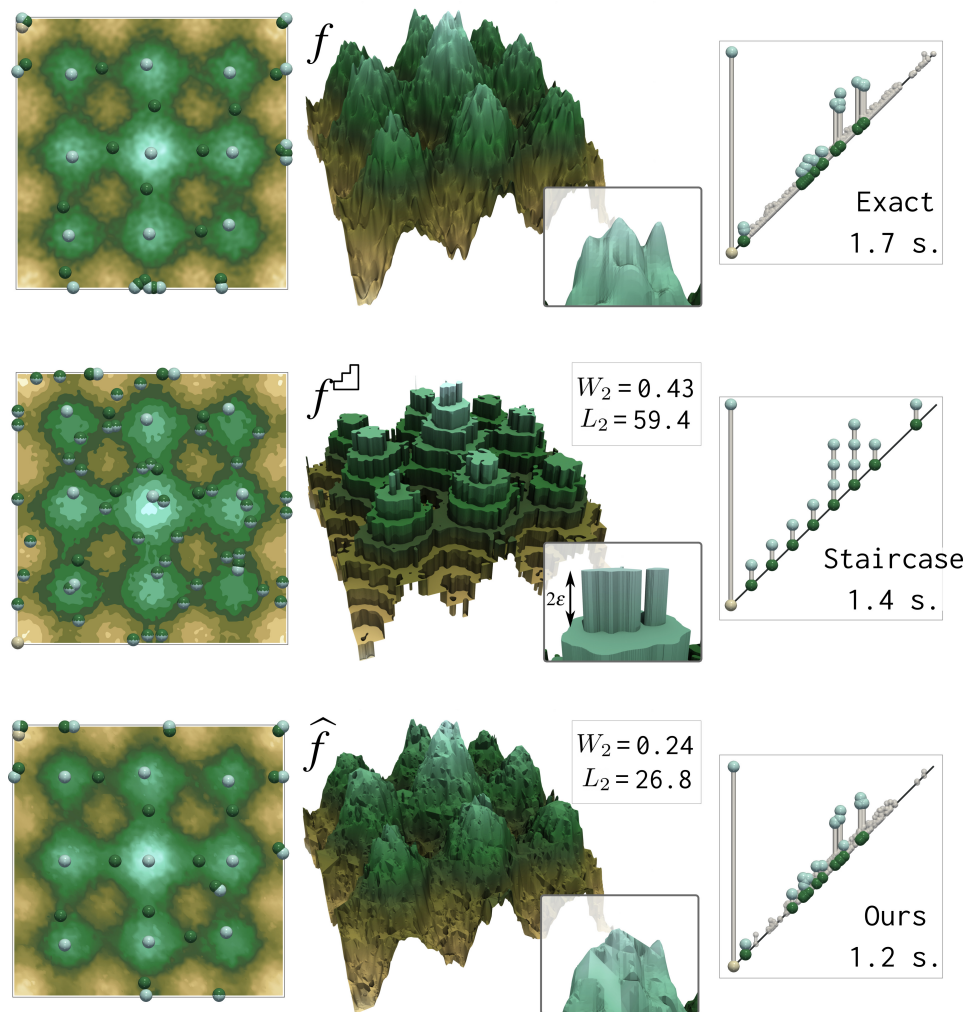 f
Exact
1.7 s.
f
W₂ = 0.43
L₂ = 59.4
2ε
Staircase
1.4 s.
f̂
W₂ = 0.24
L₂ = 26.8
Ours
1.2 s.